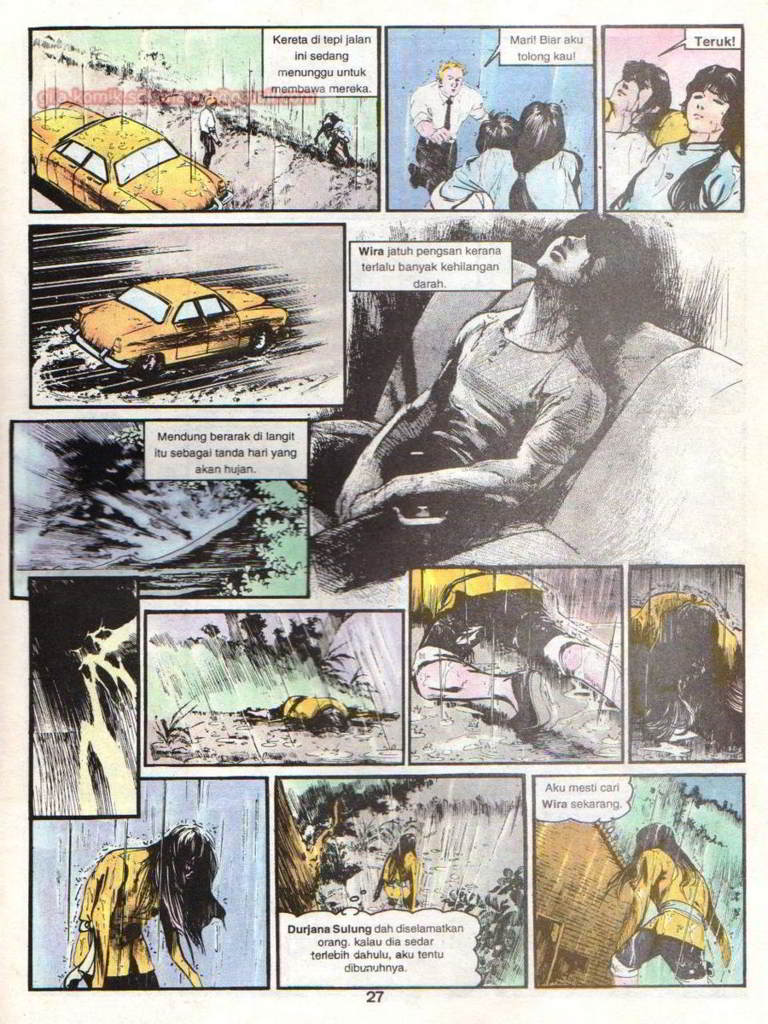 Kereta di tepi jalan
ini sedang
menunggu untuk
membawa mereka.
Mari! Biar aku
tolong kau!
Teruk!
Wira jatuh pengsan kerana
terlalu banyak kehilangan
darah.
Mendung berarak di langit
itu sebagai tanda hari yang
akan hujan.
Aku mesti cari
Wira sekarang.
Durjana Sulung dah diselamatkan
orang. kalau dia sedar
terlebih dahulu, aku tentu
dibunuhnya.
27